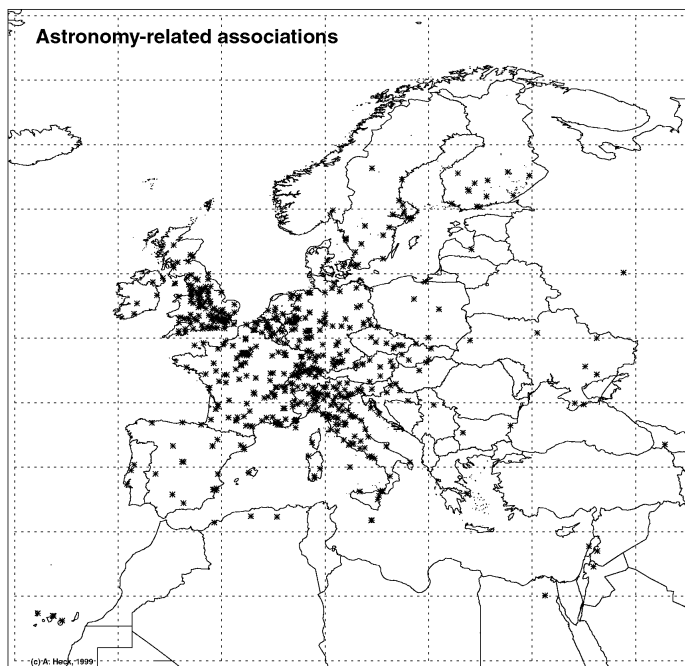 Astronomy-related associations
(c) A. Heck, 1999